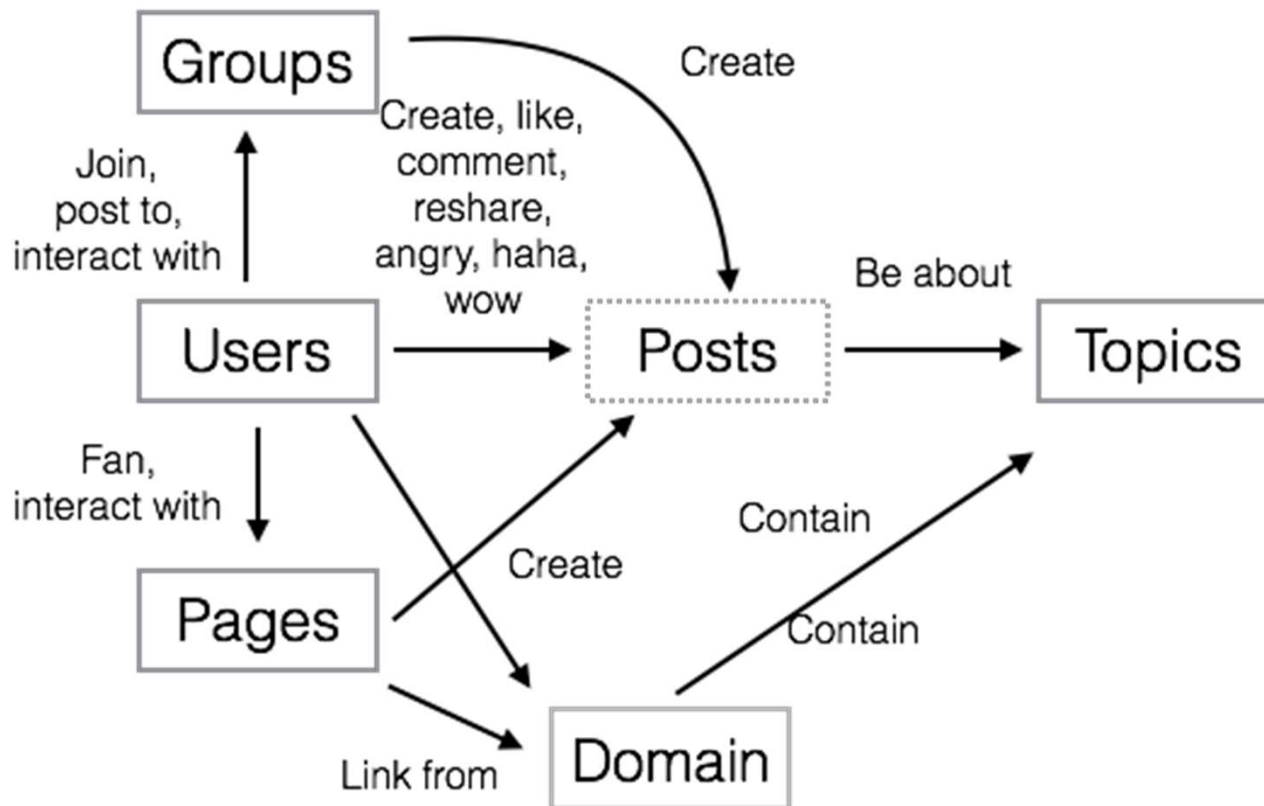 Groups
Create
Create, like,
comment,
reshare,
angry, haha,
wow
Join,
post to,
interact with
Be about
Users
Posts
Topics
Fan,
interact with
Contain
Create
Pages
Contain
Link from
Domain